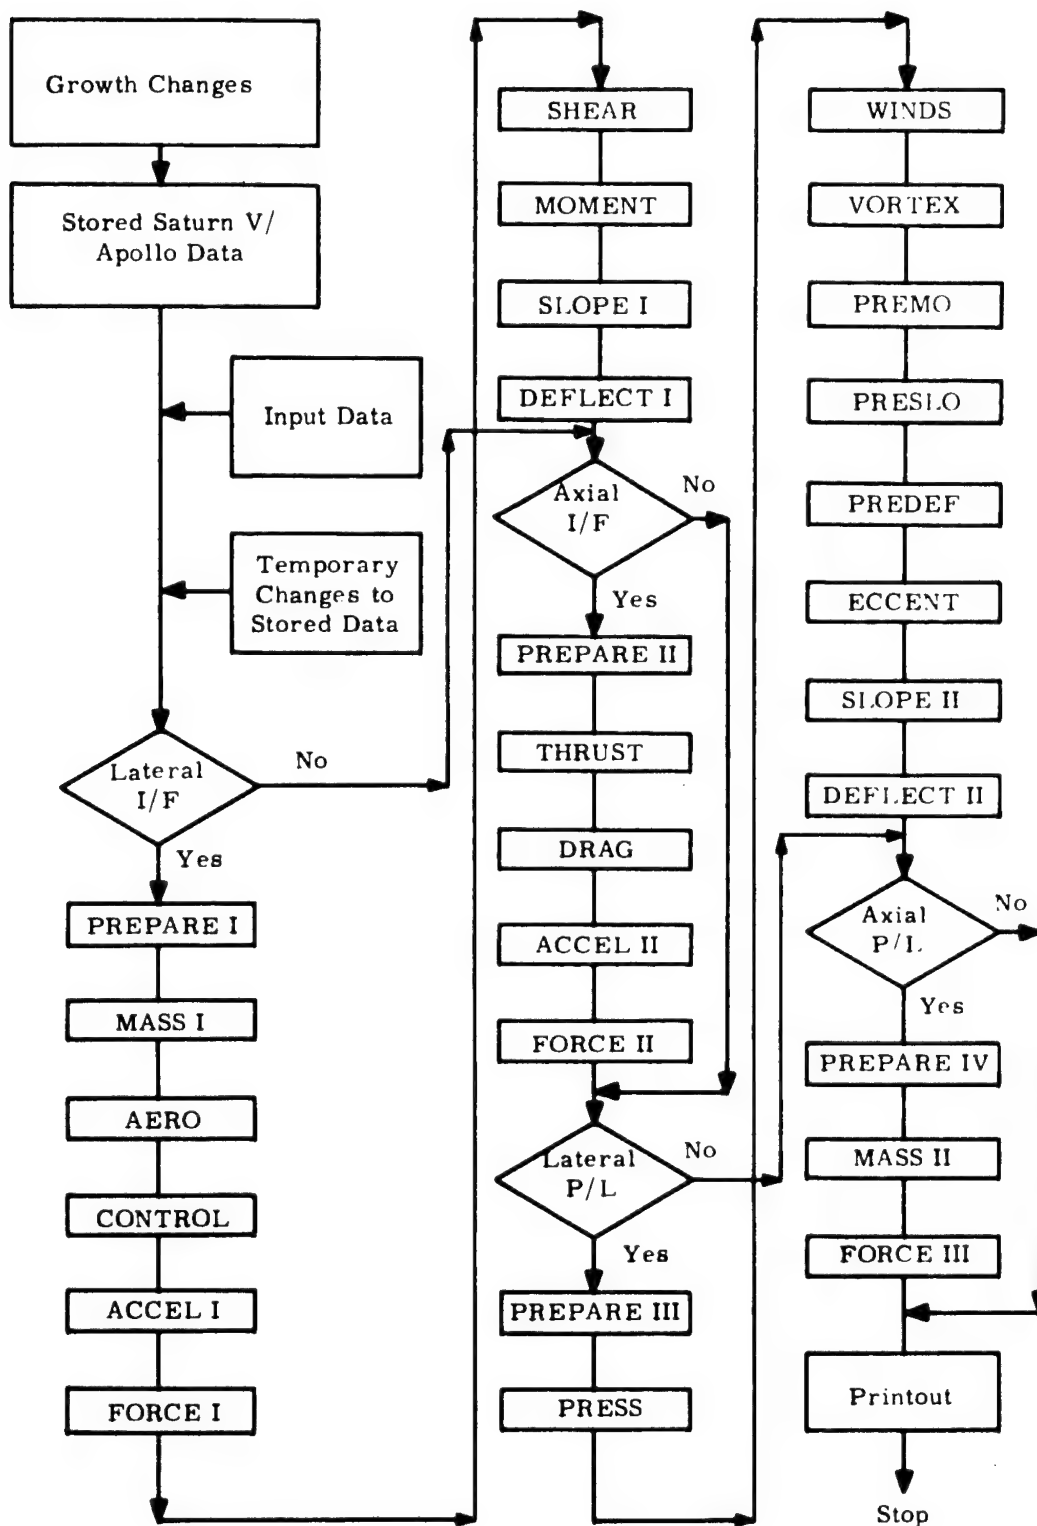 Growth Changes
Stored Saturn V/
Apollo Data
Input Data
Temporary
Changes to
Stored Data
Lateral
I/F
No
Yes
PREPARE I
MASS I
AERO
CONTROL
ACCEL I
FORCE I
SHEAR
MOMENT
SLOPE I
DEFLECT I
Axial
I/F
No
Yes
PREPARE II
THRUST
DRAG
ACCEL II
FORCE II
Lateral
P/L
No
Yes
PREPARE III
PRESS
WINDS
VORTEX
PREMO
PRESLO
PREDEF
ECCENT
SLOPE II
DEFLECT II
Axial
P/L
No
Yes
PREPARE IV
MASS II
FORCE III
Printout
Stop